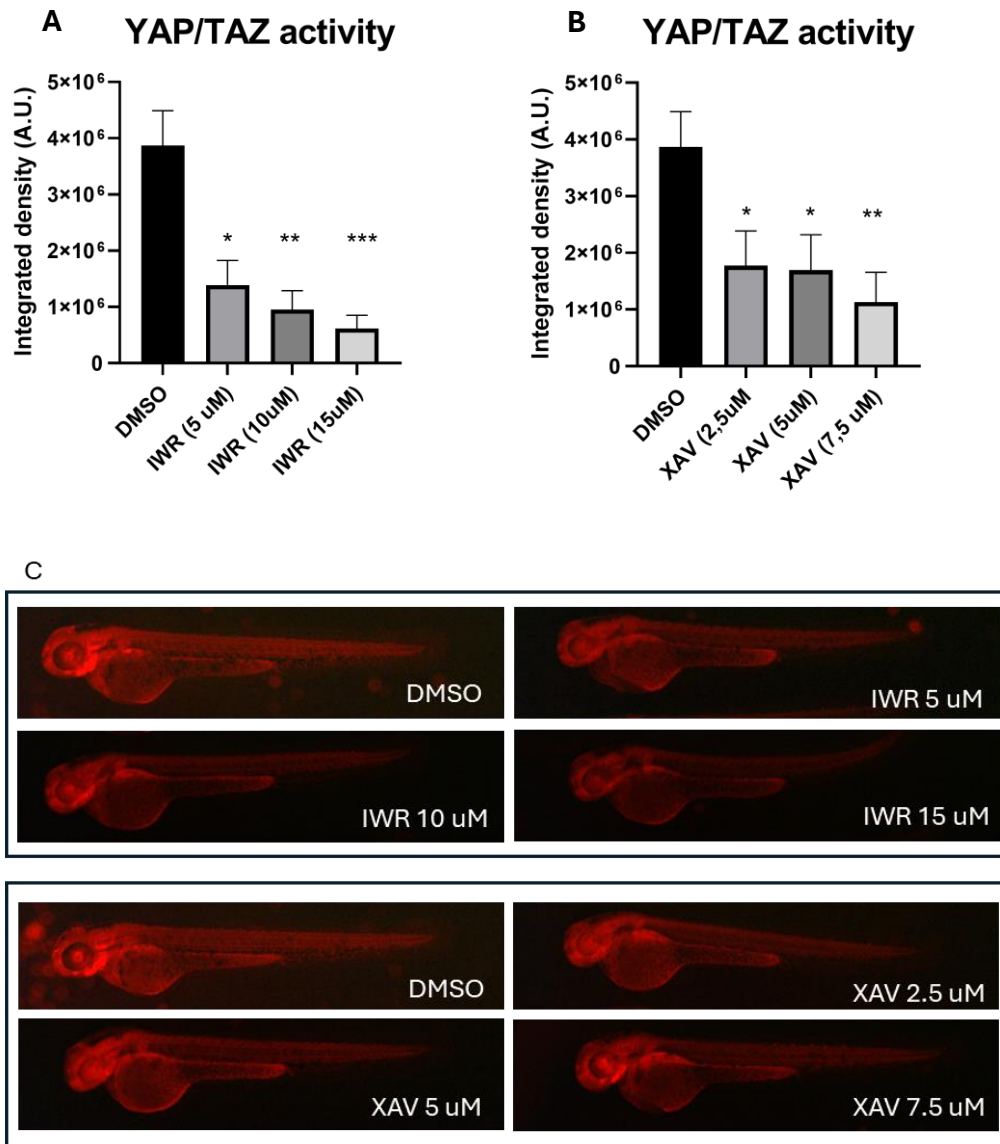 A
YAP/TAZ activity
Integrated density (A.U.)
5×10⁶
4×10⁶
3×10⁶
2×10⁶
1×10⁶
0
*
**
***
DMSO
IWR (5 uM)
IWR (10uM)
IWR (15uM)
B
YAP/TAZ activity
Integrated density (A.U.)
5×10⁶
4×10⁶
3×10⁶
2×10⁶
1×10⁶
0
*
*
**
DMSO
XAV (2,5uM
XAV (5uM)
XAV (7,5 uM)
C
DMSO
IWR 5 uM
IWR 10 uM
IWR 15 uM
DMSO
XAV 2.5 uM
XAV 5 uM
XAV 7.5 uM